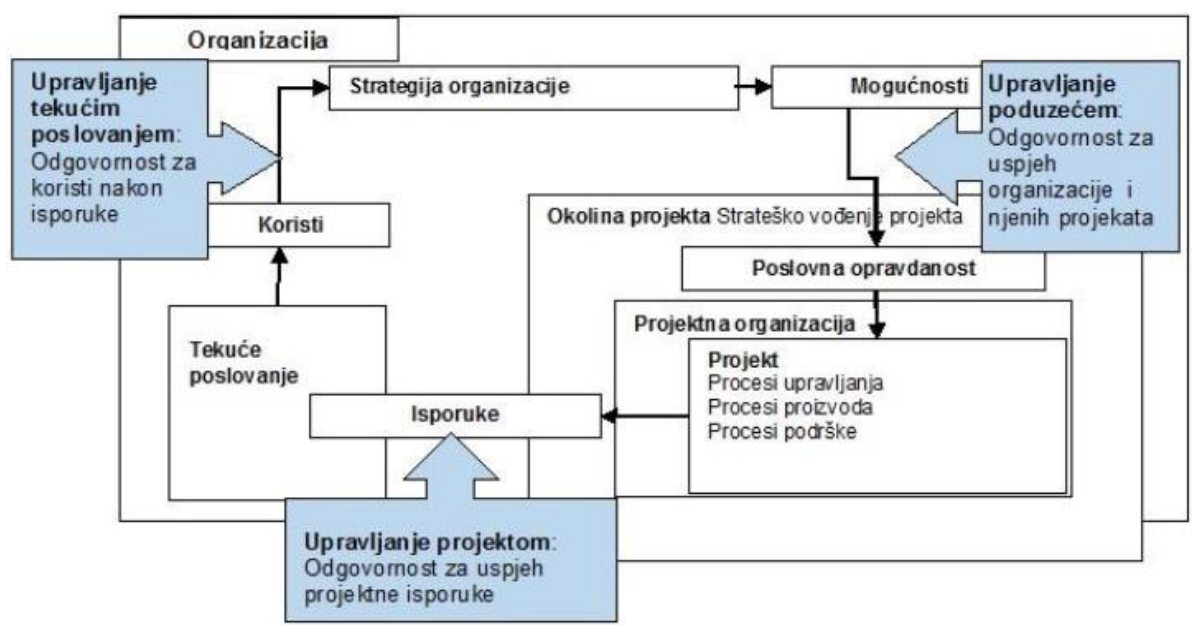 Organizacija
Upravljanje
tekućim
poslovanjem:
Odgovornost za
koristi nakon
isporuke
Strategija organizacije
Mogućnosti
Upravljanje
poduzećem:
Odgovornost za
uspjeh
organizacije i
njenih projekata
Koristi
Okolina projekta Strateško vođenje projekta
Poslovna opravdanost
Projektna organizacija
Tekuće
poslovanje
Projekt
Procesi upravljanja
Procesi proizvoda
Procesi podrške
Isporuke
Upravljanje projektom:
Odgovornost za uspjeh
projektne isporuke